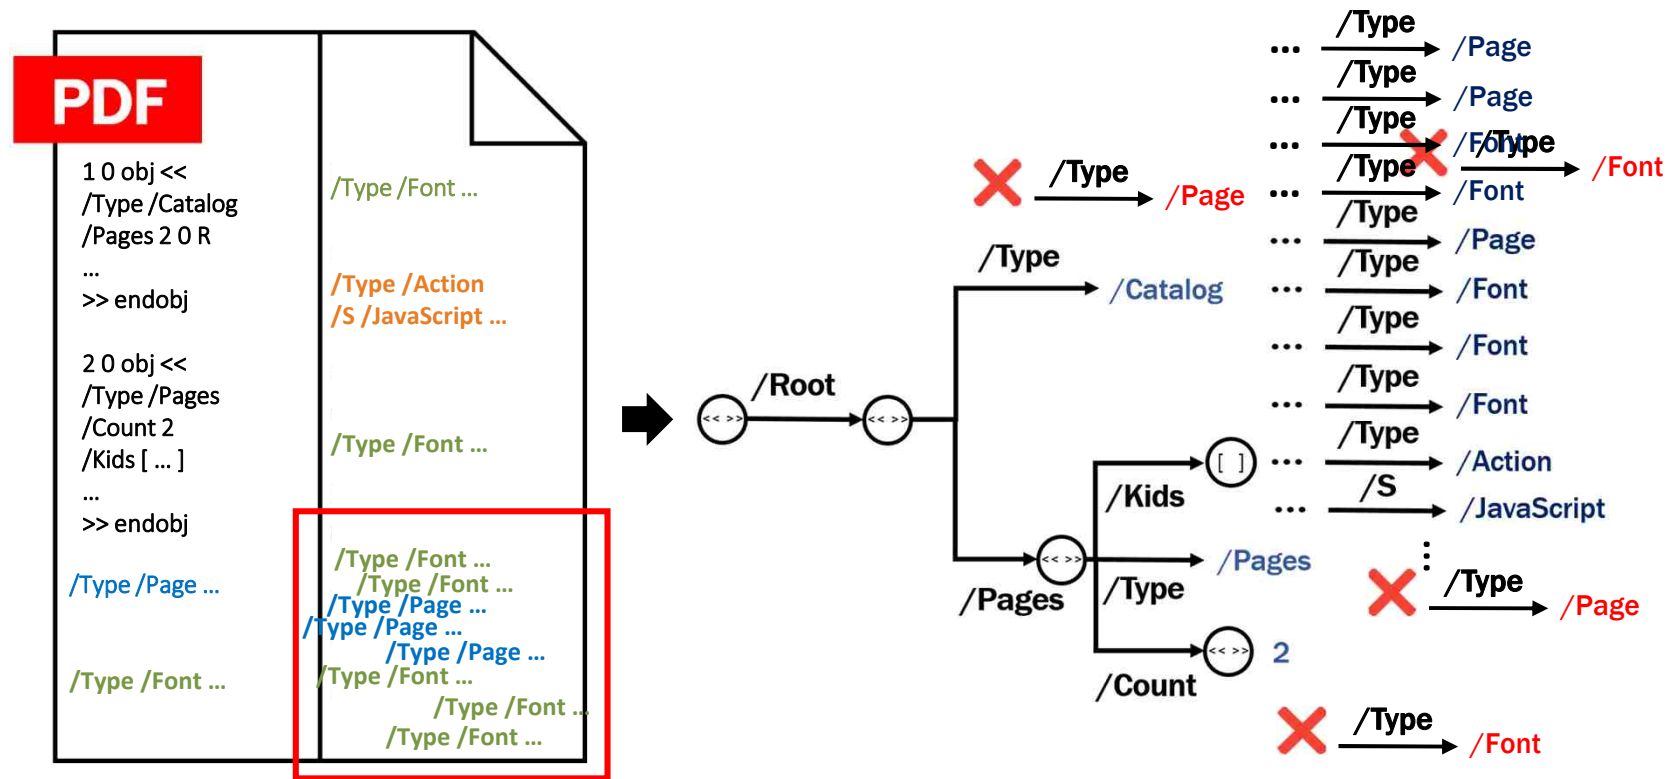 PDF
1 0 obj <<
/Type /Catalog
/Pages 2 0 R
...
>> endobj
2 0 obj <<
/Type /Pages
/Count 2
/Kids [ ... ]
...
>> endobj
/Type /Page ...
/Type /Font ...
/Type /Font ...
/Type /Action
/S /JavaScript ...
/Type /Font ...
/Type /Font ...
/Type /Font ...
/Type /Page ...
/Type /Page ...
/Type /Page ...
/Type /Font ...
/Type /Font ...
/Type /Font ...
<< >>
/Root
<< >>
/Type
/Catalog
/Pages
<< >>
/Kids
[ ]
/Type
/Pages
/Count
<< >>
2
/Type
/Page
... /Type /Page
... /Type /Page
... /Type /Font
/Type /Font
... /Type /Font
... /Type /Page
... /Type /Font
... /Type /Font
... /Type /Font
... /Type /Action
... /S /JavaScript
...
/Type /Page
/Type /Font